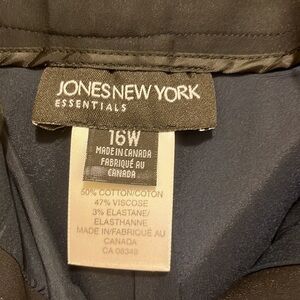 JONES NEW YORK
ESSENTIALS
16W
MADE IN CANADA
FABRIQUÉ AU
CANADA
50% COTTON/COTON
47% VISCOSE
3% ELASTANE/
ELASTHANNE
MADE IN/FABRIQUÉ AU
CANADA
CA 08348